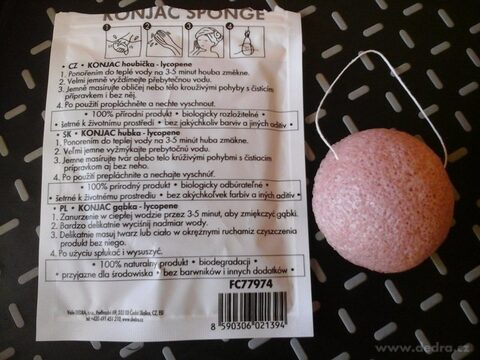 KONJAC SPONGE
1 2 3 4
• CZ • KONJAC houbička - lycopene
1. Ponořením do teplé vody na 3-5 minut houba změkne.
2. Velmi jemně vyždímejte přebytečnou vodu.
3. Jemně masírujte obličej nebo tělo krouživými pohyby s čistícím
přípravkem i bez něj.
4. Po použití propláchněte a nechte vyschnout.
• 100% přírodní produkt • biologicky rozložitelné •
• šetrné k životnímu prostředí • bez jakýchkoliv barviv a jiných aditiv •
• SK • KONJAC hubka - lycopene
1. Ponorením do teplej vody na 3-5 minút huba zmäkne.
2. Veľmi jemne vyžmýkajte prebytočnú vodu.
3. Jemne masírujte tvár alebo telo krúživými pohybmi s čistiacim
prípravkom aj bez neho.
4. Po použití prepláchnite a nechajte vyschnúť.
100% prírodný produkt • biologicky odbúrateľné •
• šetrné k životnému prostrediu • bez akýchkoľvek farbív a iných aditív •
• PL • KONJAC gąbka - lycopene
1. Zanurzenie w ciepłej wodzie przez 3-5 minut, aby zmiękczyć gąbki.
2. Bardzo delikatnie wyciśnij nadmiar wody.
3. Delikatnie masuj twarz lub ciało w okrężnymi ruchamiz czyszczenia
produkt bez niego.
4. Po użyciu spłukać i wysuszyć.
• 100% naturalny produkt • biodegradacji •
• przyjazne dla środowiska • bez barwników i innych dodatków •
FC77974
8 590306 021394
www.dedra.cz